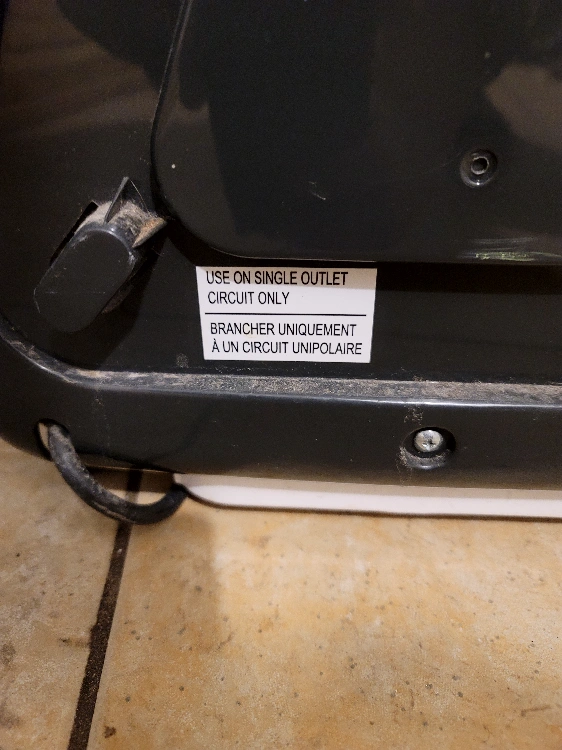 USE ON SINGLE OUTLET
CIRCUIT ONLY
BRANCHER UNIQUEMENT
À UN CIRCUIT UNIPOLAIRE